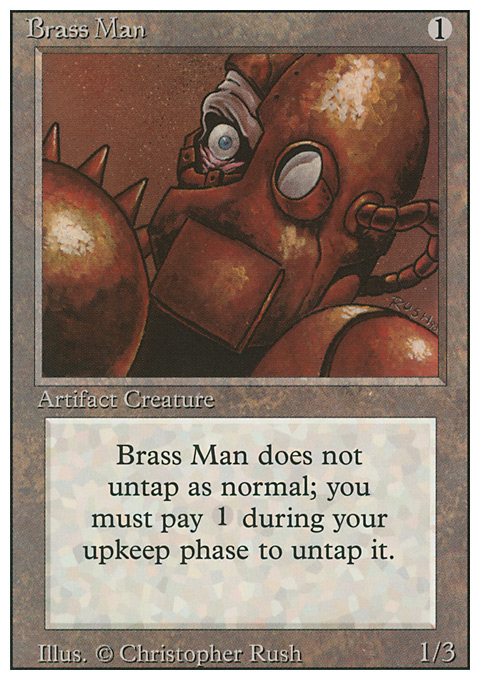 Brass Man 1
RUSH
Artifact Creature
Brass Man does not
untap as normal; you
must pay 1 during your
upkeep phase to untap it.
Illus. © Christopher Rush 1/3